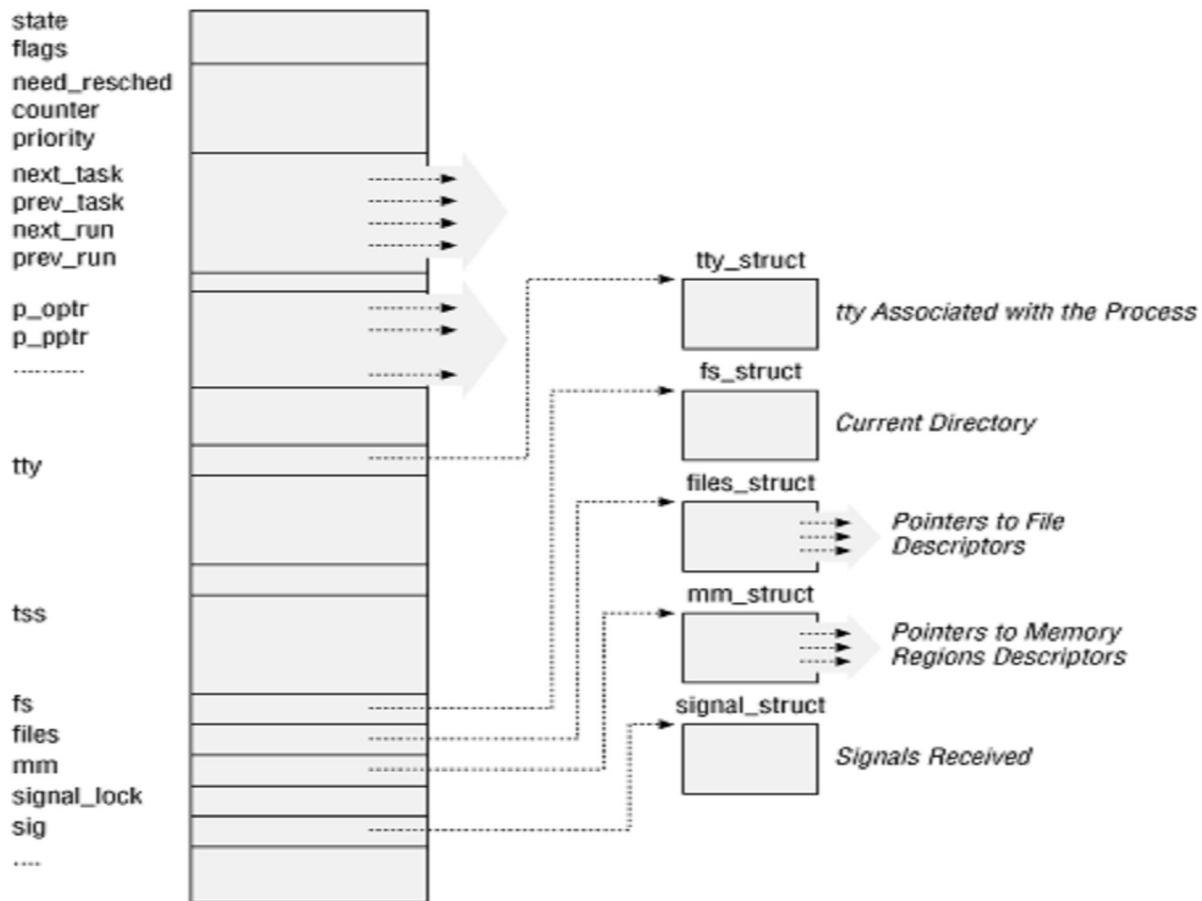 state
flags
need_resched
counter
priority
next_task
prev_task
next_run
prev_run
p_optr
p_pptr
----------
tty
tss
fs
files
mm
signal_lock
sig
....
tty_struct
tty Associated with the Process
fs_struct
Current Directory
files_struct
Pointers to File
Descriptors
mm_struct
Pointers to Memory
Regions Descriptors
signal_struct
Signals Received